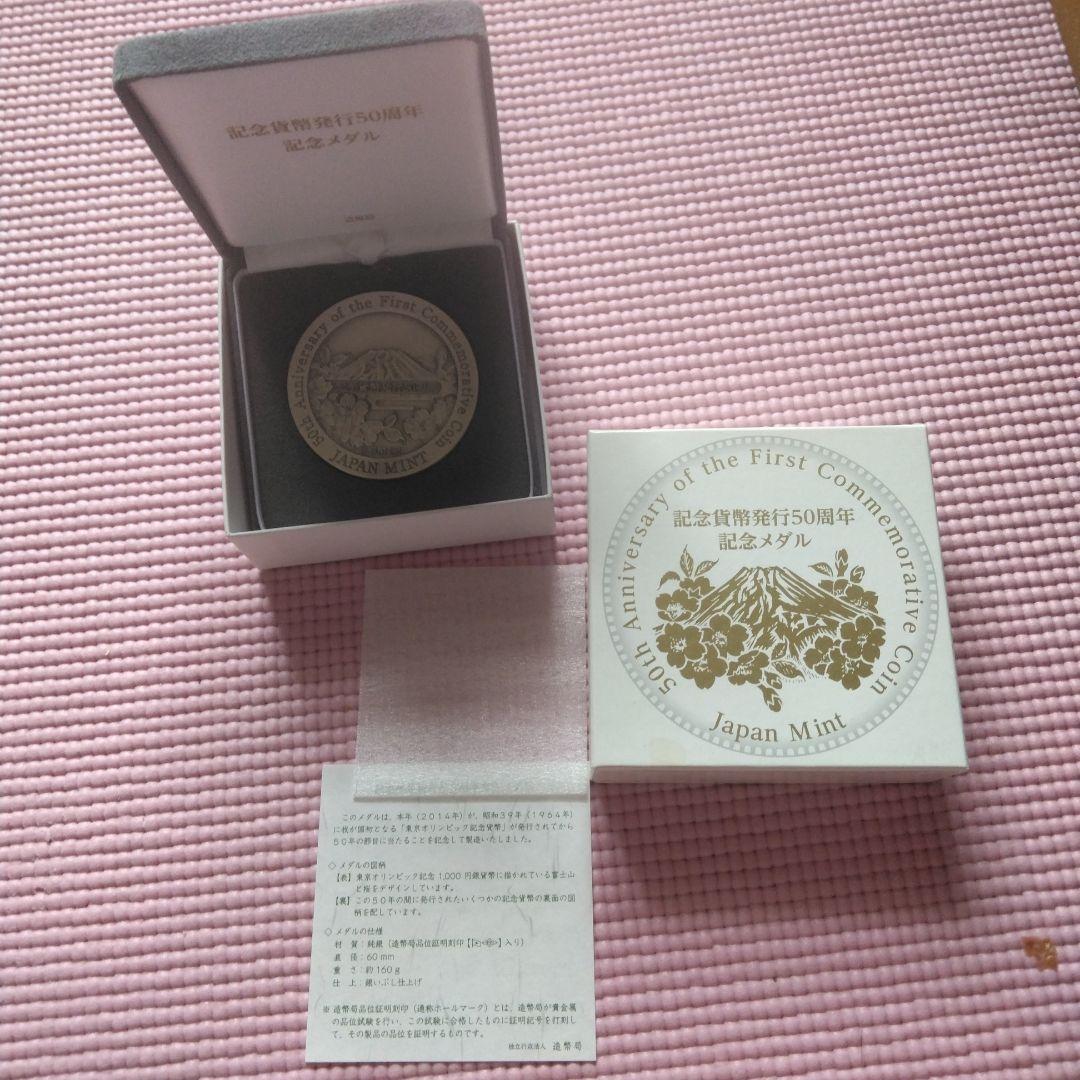 記念貨幣発行50周年
記念メダル
造幣局
50th Anniversary of the First Commemorative Coin
JAPAN MINT
50th Anniversary of the First Commemorative Coin
記念貨幣発行50周年
記念メダル
Japan Mint
このメダルは、本年(2014年)が、昭和39年(1964年)
に我が国初となる「東京オリンピック記念貨幣」が発行されてから
50年の節目に当たることを記念して製造いたしました。
◇メダルの図柄
【表】東京オリンピック記念1,000円銀貨幣に描かれている富士山
と桜をデザインしています。
【裏】この50年の間に発行されたいくつかの記念貨幣の裏面の図
柄を配しています。
◇メダルの仕様
材 質:純銀(造幣局品位証明刻印【】入り)
直 径:60mm
重 さ:約160g
仕 上:銀いぶし仕上げ
※造幣局品位証明刻印(通称ホールマーク)とは、造幣局が貴金属
の品位試験を行い、この試験に合格したものに証明記号を打刻し
て、その製品の品位を証明するものです。
独立行政法人 造幣局